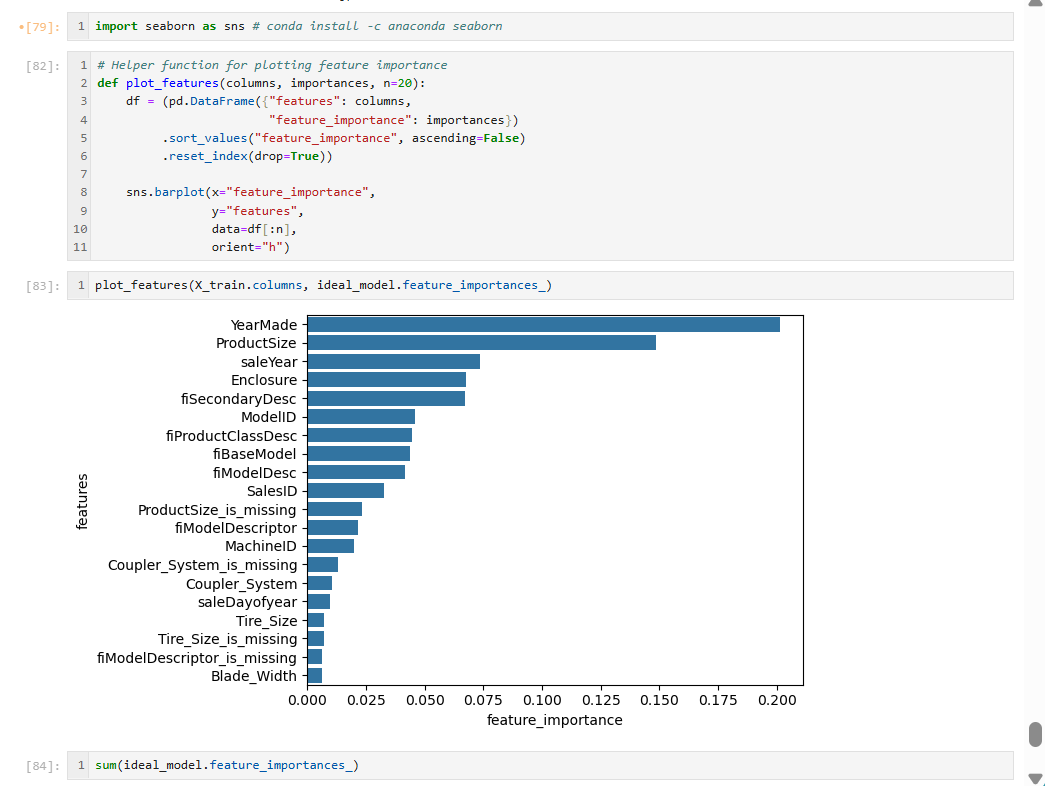 [79]: 1 import seaborn as sns # conda install -c anaconda seaborn
[82]: 1 # Helper function for plotting feature importance
2 def plot_features(columns, importances, n=20):
3     df = (pd.DataFrame({"features": columns,
4                         "feature_importance": importances})
5          .sort_values("feature_importance", ascending=False)
6          .reset_index(drop=True))
7
8     sns.barplot(x="feature_importance",
9                 y="features",
10                data=df[:n],
11                orient="h")
[83]: 1 plot_features(X_train.columns, ideal_model.feature_importances_)
YearMade
ProductSize
saleYear
Enclosure
fiSecondaryDesc
ModelID
fiProductClassDesc
fiBaseModel
fiModelDesc
SalesID
ProductSize_is_missing
fiModelDescriptor
MachineID
Coupler_System_is_missing
Coupler_System
saleDayofyear
Tire_Size
Tire_Size_is_missing
fiModelDescriptor_is_missing
Blade_Width
features
0.000 0.025 0.050 0.075 0.100 0.125 0.150 0.175 0.200
feature_importance
[84]: 1 sum(ideal_model.feature_importances_)